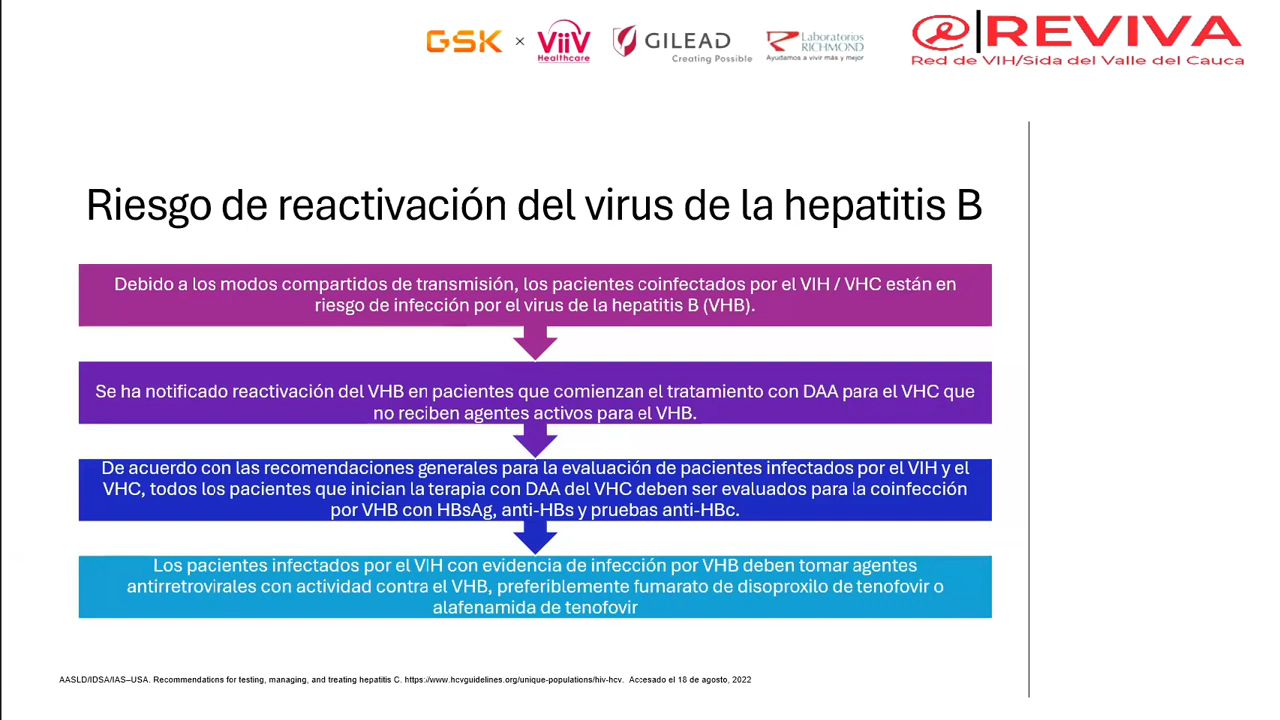 GSK × ViiV Healthcare
GILEAD
Creating Possible
Laboratorios
RICHMOND
Ayudamos a vivir más y mejor
REVIVA
Red de VIH/Sida del Valle del Cauca
Riesgo de reactivación del virus de la hepatitis B
Debido a los modos compartidos de transmisión, los pacientes coinfectados por el VIH / VHC están en
riesgo de infección por el virus de la hepatitis B (VHB).
Se ha notificado reactivación del VHB en pacientes que comienzan el tratamiento con DAA para el VHC que
no reciben agentes activos para el VHB.
De acuerdo con las recomendaciones generales para la evaluación de pacientes infectados por el VIH y el
VHC, todos los pacientes que inician la terapia con DAA del VHC deben ser evaluados para la coinfección
por VHB con HBsAg, anti-HBs y pruebas anti-HBc.
Los pacientes infectados por el VIH con evidencia de infección por VHB deben tomar agentes
antirretrovirales con actividad contra el VHB, preferiblemente fumarato de disoproxilo de tenofovir o
alafenamida de tenofovir
AASLD/IDSA/IAS–USA. Recommendations for testing, managing, and treating hepatitis C. https://www.hcvguidelines.org/unique-populations/hiv-hcv. Accesado el 18 de agosto, 2022